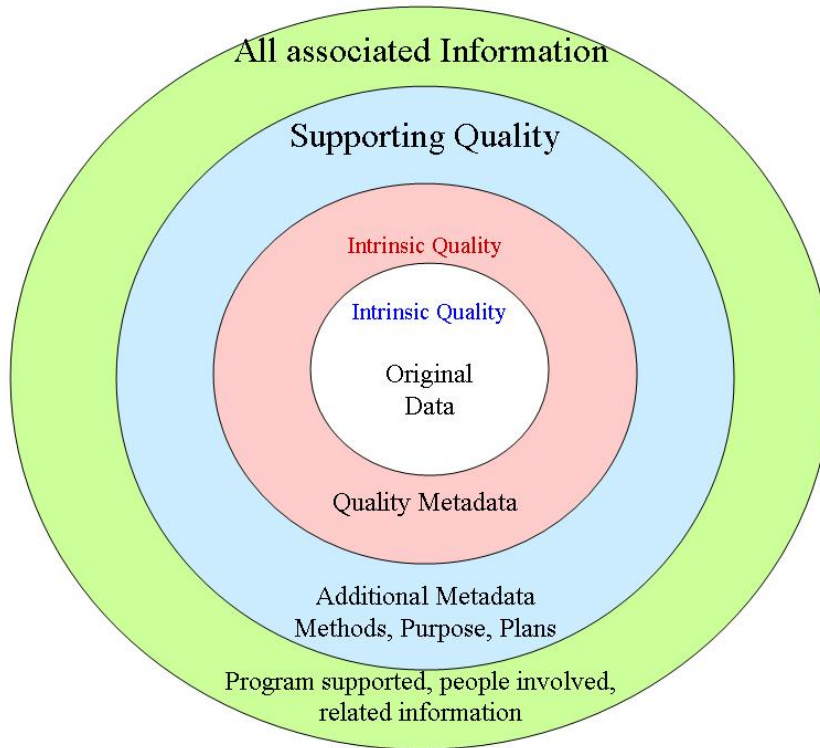 All associated Information
Supporting Quality
Intrinsic Quality
Intrinsic Quality
Original
Data
Quality Metadata
Additional Metadata
Methods, Purpose, Plans
Program supported, people involved,
related information